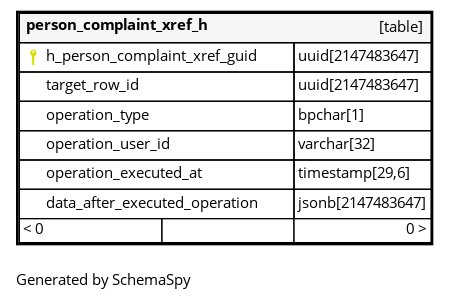 person_complaint_xref_h [table]
h_person_complaint_xref_guid uuid[2147483647]
target_row_id uuid[2147483647]
operation_type bpchar[1]
operation_user_id varchar[32]
operation_executed_at timestamp[29,6]
data_after_executed_operation jsonb[2147483647]
< 0 0 >
Generated by SchemaSpy